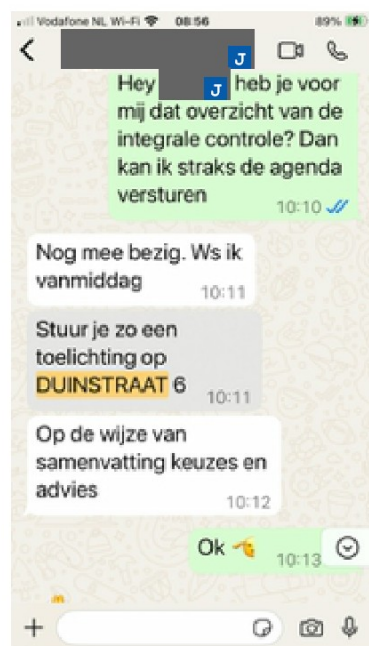 Vodafone NL Wi-Fi 08:56 89%
J
Hey J heb je voor
mij dat overzicht van de
integrale controle? Dan
kan ik straks de agenda
versturen
10:10
Nog mee bezig. Ws ik
vanmiddag
10:11
Stuur je zo een
toelichting op
DUINSTRAAT 6
10:11
Op de wijze van
samenvatting keuzes en
advies
10:12
Ok 🫡
10:13